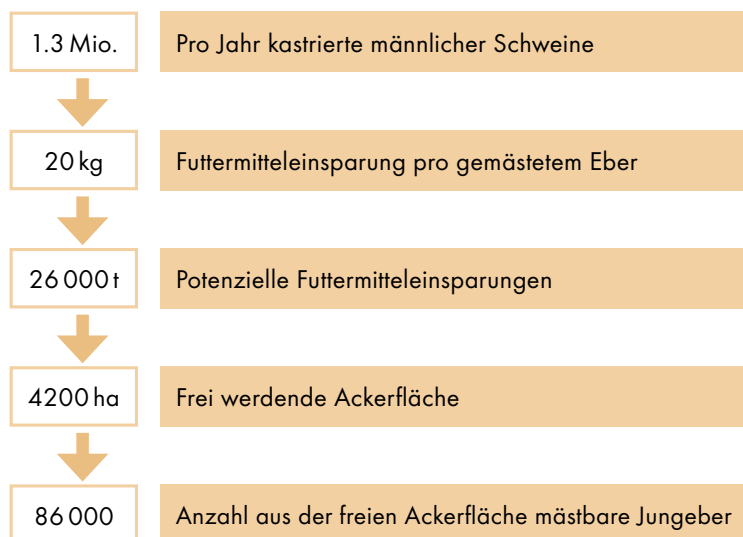 1.3 Mio. Pro Jahr kastrierte männlicher Schweine
20 kg Futtermitteleinsparung pro gemästetem Eber
26 000 t Potenzielle Futtermitteleinsparungen
4200 ha Frei werdende Ackerfläche
86 000 Anzahl aus der freien Ackerfläche mästbare Jungeber